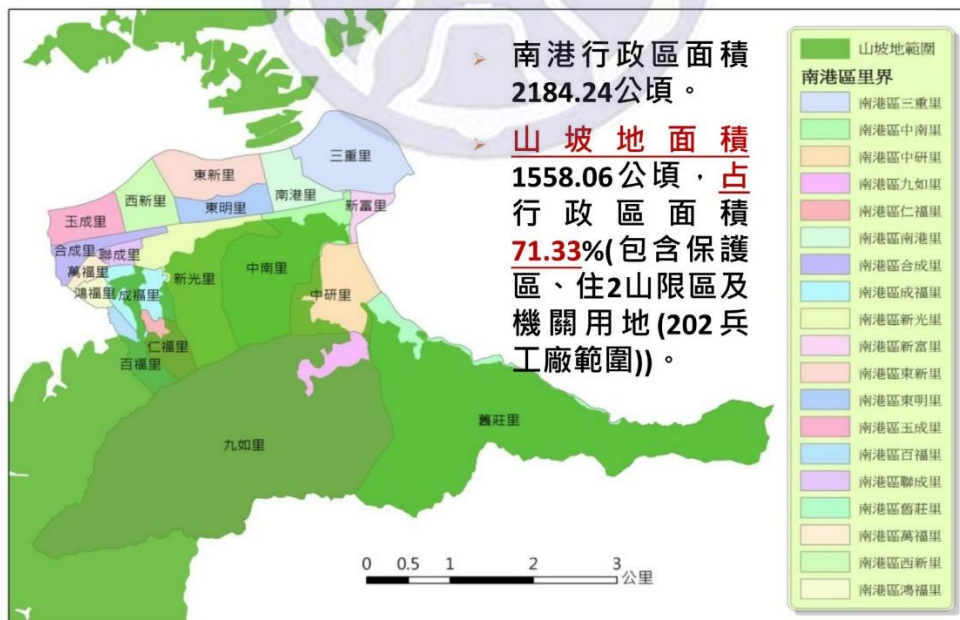 南港行政區面積
2184.24公頃。
山坡地面積
1558.06公頃，占
行政區面積
71.33%(包含保護
區、住2山限區及
機關用地(202兵
工廠範圍))。
三重里
東新里
西新里
南港里
東明里
新富里
玉成里
合成里
聯成里
萬福里
鴻福里
成福里
新光里
中南里
中研里
仁福里
百福里
九如里
舊莊里
0 0.5 1 2 3
公里
山坡地範圍
南港區里界
南港區三重里
南港區中南里
南港區中研里
南港區九如里
南港區仁福里
南港區南港里
南港區合成里
南港區成福里
南港區新光里
南港區新富里
南港區東新里
南港區東明里
南港區玉成里
南港區百福里
南港區聯成里
南港區舊莊里
南港區萬福里
南港區西新里
南港區鴻福里